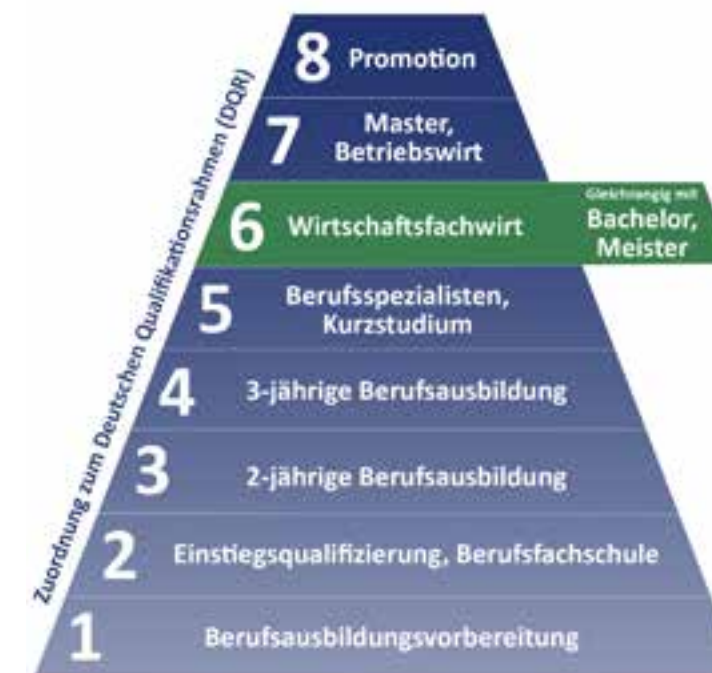 Zuordnung zum Deutschen Qualifikationsrahmen (DQR)
8 Promotion
7 Master,
Betriebswirt
6 Wirtschaftsfachwirt
Gleichrangig mit
Bachelor,
Meister
5 Berufsspezialisten,
Kurzstudium
4 3-jährige Berufsausbildung
3 2-jährige Berufsausbildung
2 Einstiegsqualifizierung, Berufsfachschule
1 Berufsausbildungsvorbereitung